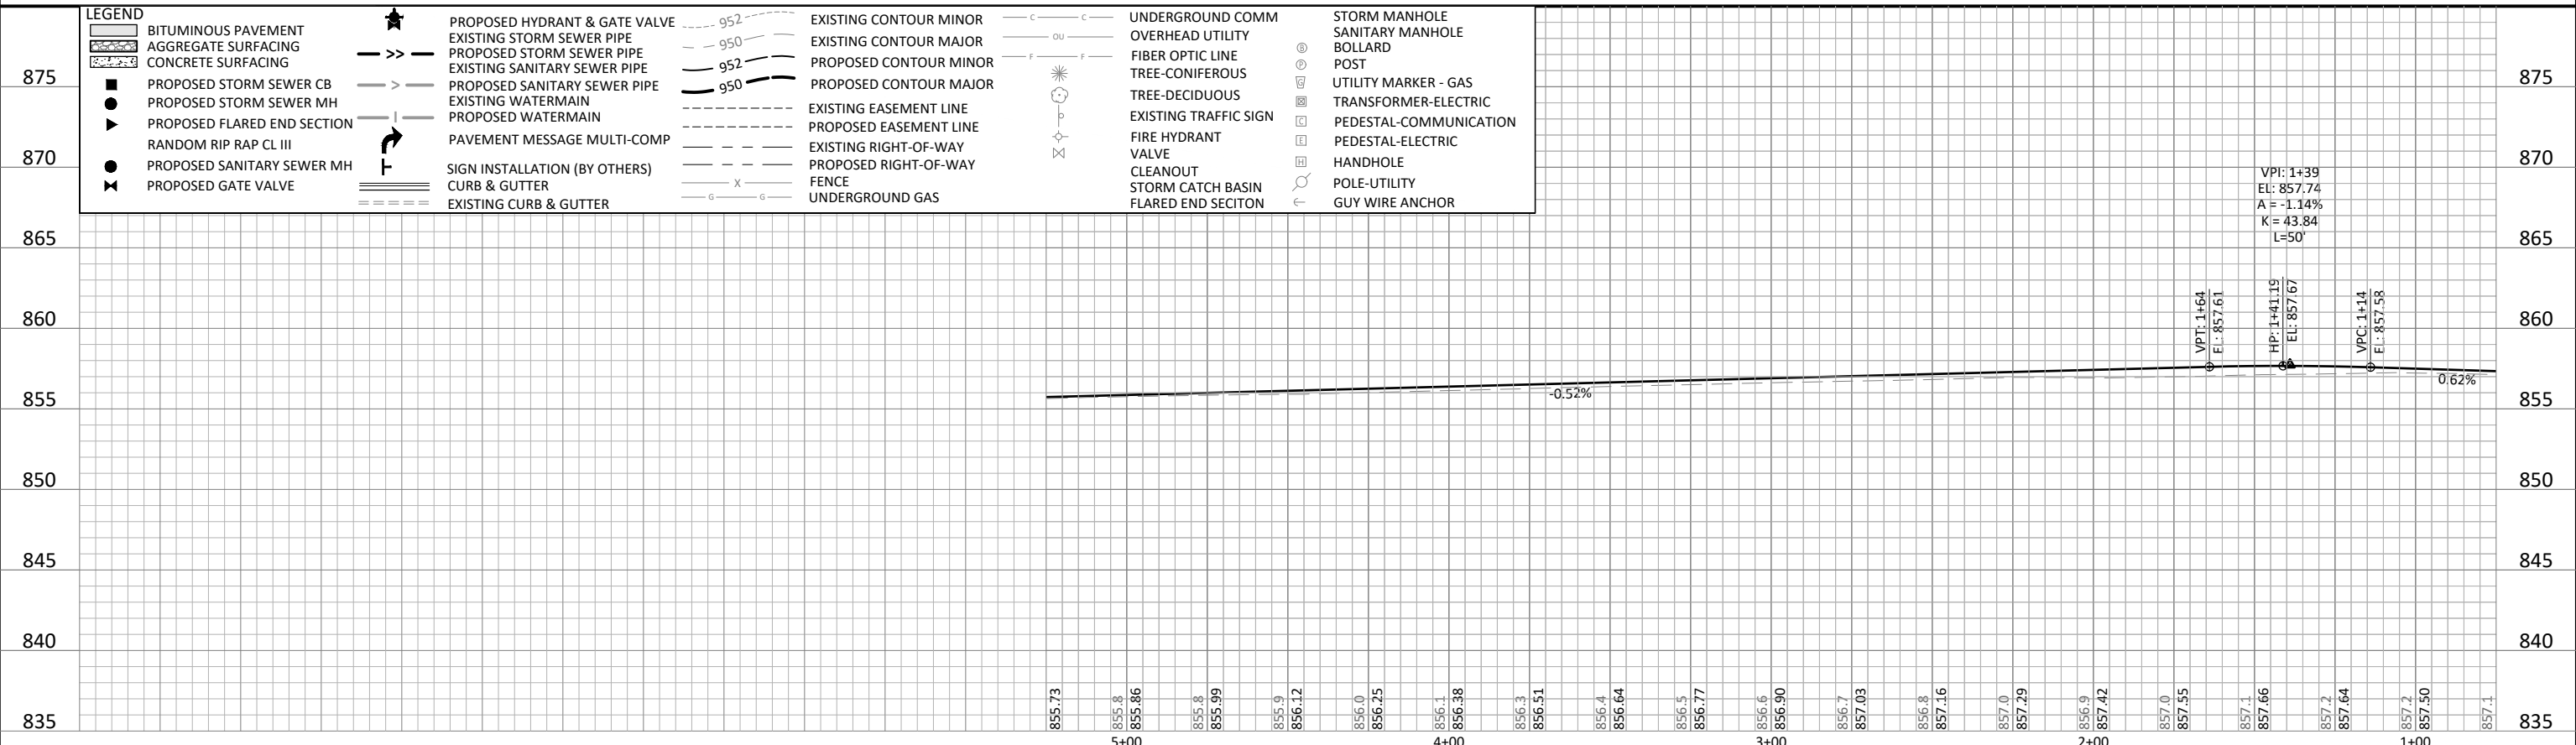 LEGEND
BITUMINOUS PAVEMENT
AGGREGATE SURFACING
CONCRETE SURFACING
PROPOSED STORM SEWER CB
PROPOSED STORM SEWER MH
PROPOSED FLARED END SECTION
RANDOM RIP RAP CL III
PROPOSED SANITARY SEWER MH
PROPOSED GATE VALVE
PROPOSED HYDRANT & GATE VALVE
EXISTING STORM SEWER PIPE
>> PROPOSED STORM SEWER PIPE
EXISTING SANITARY SEWER PIPE
> PROPOSED SANITARY SEWER PIPE
EXISTING WATERMAIN
I PROPOSED WATERMAIN
PAVEMENT MESSAGE MULTI-COMP
SIGN INSTALLATION (BY OTHERS)
CURB & GUTTER
EXISTING CURB & GUTTER
952 EXISTING CONTOUR MINOR
950 EXISTING CONTOUR MAJOR
952 PROPOSED CONTOUR MINOR
950 PROPOSED CONTOUR MAJOR
EXISTING EASEMENT LINE
PROPOSED EASEMENT LINE
EXISTING RIGHT-OF-WAY
PROPOSED RIGHT-OF-WAY
X FENCE
G G UNDERGROUND GAS
C C UNDERGROUND COMM
OU OVERHEAD UTILITY
F F FIBER OPTIC LINE
TREE-CONIFEROUS
TREE-DECIDUOUS
EXISTING TRAFFIC SIGN
FIRE HYDRANT
VALVE
CLEANOUT
STORM CATCH BASIN
FLARED END SECITON
STORM MANHOLE
SANITARY MANHOLE
B BOLLARD
P POST
G UTILITY MARKER - GAS
TRANSFORMER-ELECTRIC
C PEDESTAL-COMMUNICATION
E PEDESTAL-ELECTRIC
H HANDHOLE
POLE-UTILITY
GUY WIRE ANCHOR
875 875
870 870
865 865
860 860
855 855
850 850
845 845
840 840
835 835
VPI: 1+39
EL: 857.74
A = -1.14%
K = 43.84
L=50'
VPT: 1+64
EL: 857.61
HP: 1+41.19
EL: 857.67
VPC: 1+14
EL: 857.58
-0.52%
0.62%
855.73
855.8
855.86
855.8
855.99
855.9
856.12
856.0
856.25
856.1
856.38
856.3
856.51
856.4
856.64
856.5
856.77
856.6
856.90
856.7
857.03
856.8
857.16
857.0
857.29
856.9
857.42
857.0
857.55
857.1
857.66
857.2
857.64
857.2
857.50
857.1
5+00 4+00 3+00 2+00 1+00